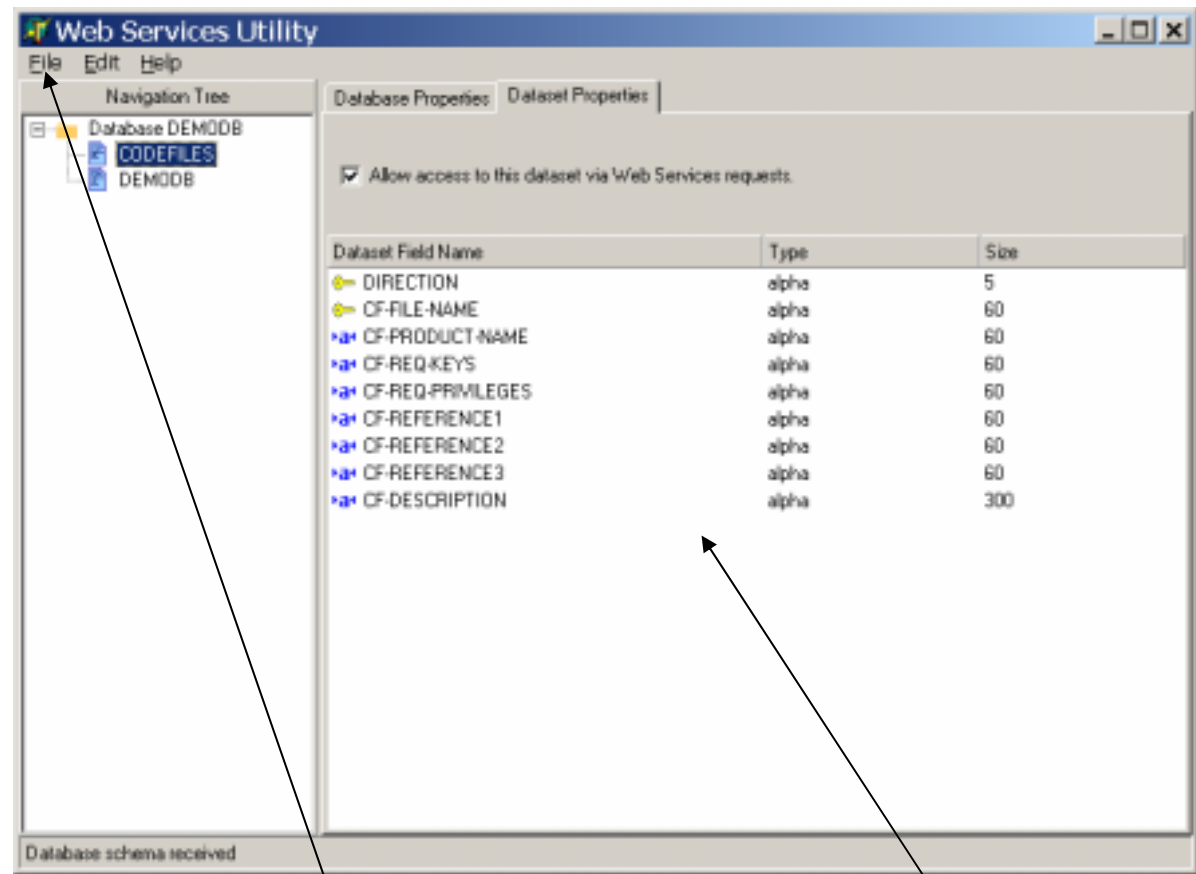 Web Services Utility
File Edit Help
Navigation Tree
Database DEMODB
CODEFILES
DEMODB
Database Properties Dataset Properties
Allow access to this dataset via Web Services requests.
Dataset Field Name Type Size
DIRECTION alpha 5
CF-FILE-NAME alpha 60
CF-PRODUCT-NAME alpha 60
CF-REQ-KEYS alpha 60
CF-REQ-PRIVILEGES alpha 60
CF-REFERENCE1 alpha 60
CF-REFERENCE2 alpha 60
CF-REFERENCE3 alpha 60
CF-DESCRIPTION alpha 300
Database schema received